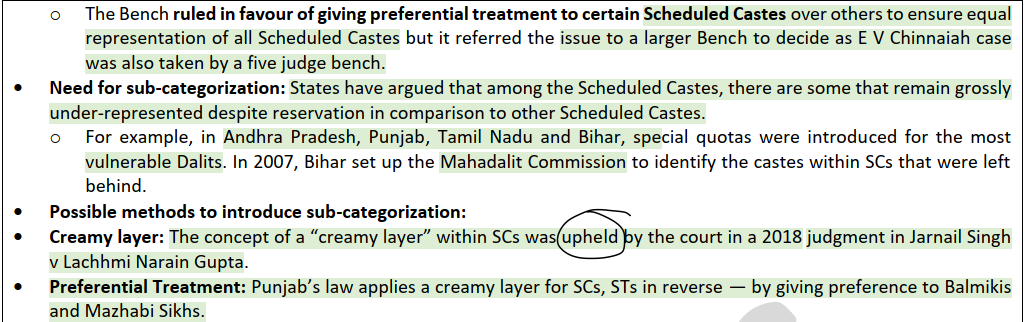 o The Bench ruled in favour of giving preferential treatment to certain Scheduled Castes over others to ensure equal
representation of all Scheduled Castes but it referred the issue to a larger Bench to decide as E V Chinnaiah case
was also taken by a five judge bench.
• Need for sub-categorization: States have argued that among the Scheduled Castes, there are some that remain grossly
under-represented despite reservation in comparison to other Scheduled Castes.
o For example, in Andhra Pradesh, Punjab, Tamil Nadu and Bihar, special quotas were introduced for the most
vulnerable Dalits. In 2007, Bihar set up the Mahadalit Commission to identify the castes within SCs that were left
behind.
• Possible methods to introduce sub-categorization:
• Creamy layer: The concept of a “creamy layer” within SCs was upheld by the court in a 2018 judgment in Jarnail Singh
v Lachhmi Narain Gupta.
• Preferential Treatment: Punjab’s law applies a creamy layer for SCs, STs in reverse — by giving preference to Balmikis
and Mazhabi Sikhs.